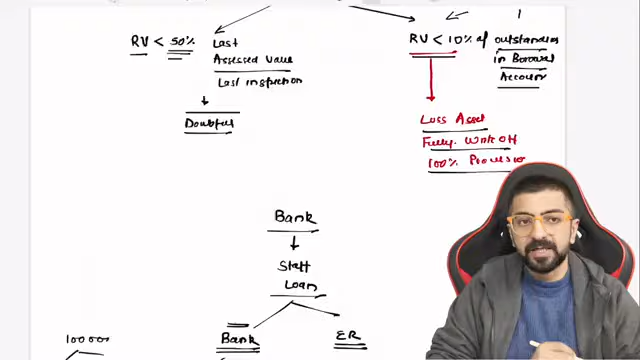 RV < 50%
Last
Assessed Value
Last inspection
Doubtful
RV < 10% of outstanding
in Borrower
Account
Loss Asset
Fully Write Off
100% Provision
Bank
Staff
Loan
Bank
ER
100000